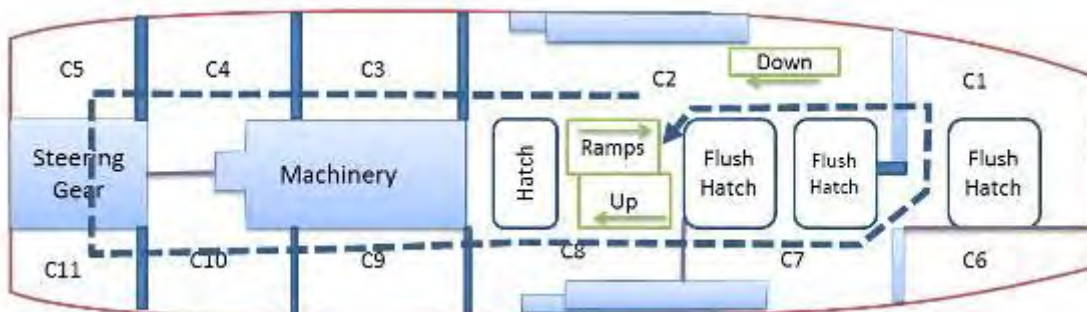 C5
C4
C3
C2
Down
C1
Steering
Gear
Machinery
Hatch
Ramps
Up
Flush
Hatch
Flush
Hatch
Flush
Hatch
C11
C10
C9
C8
C7
C6